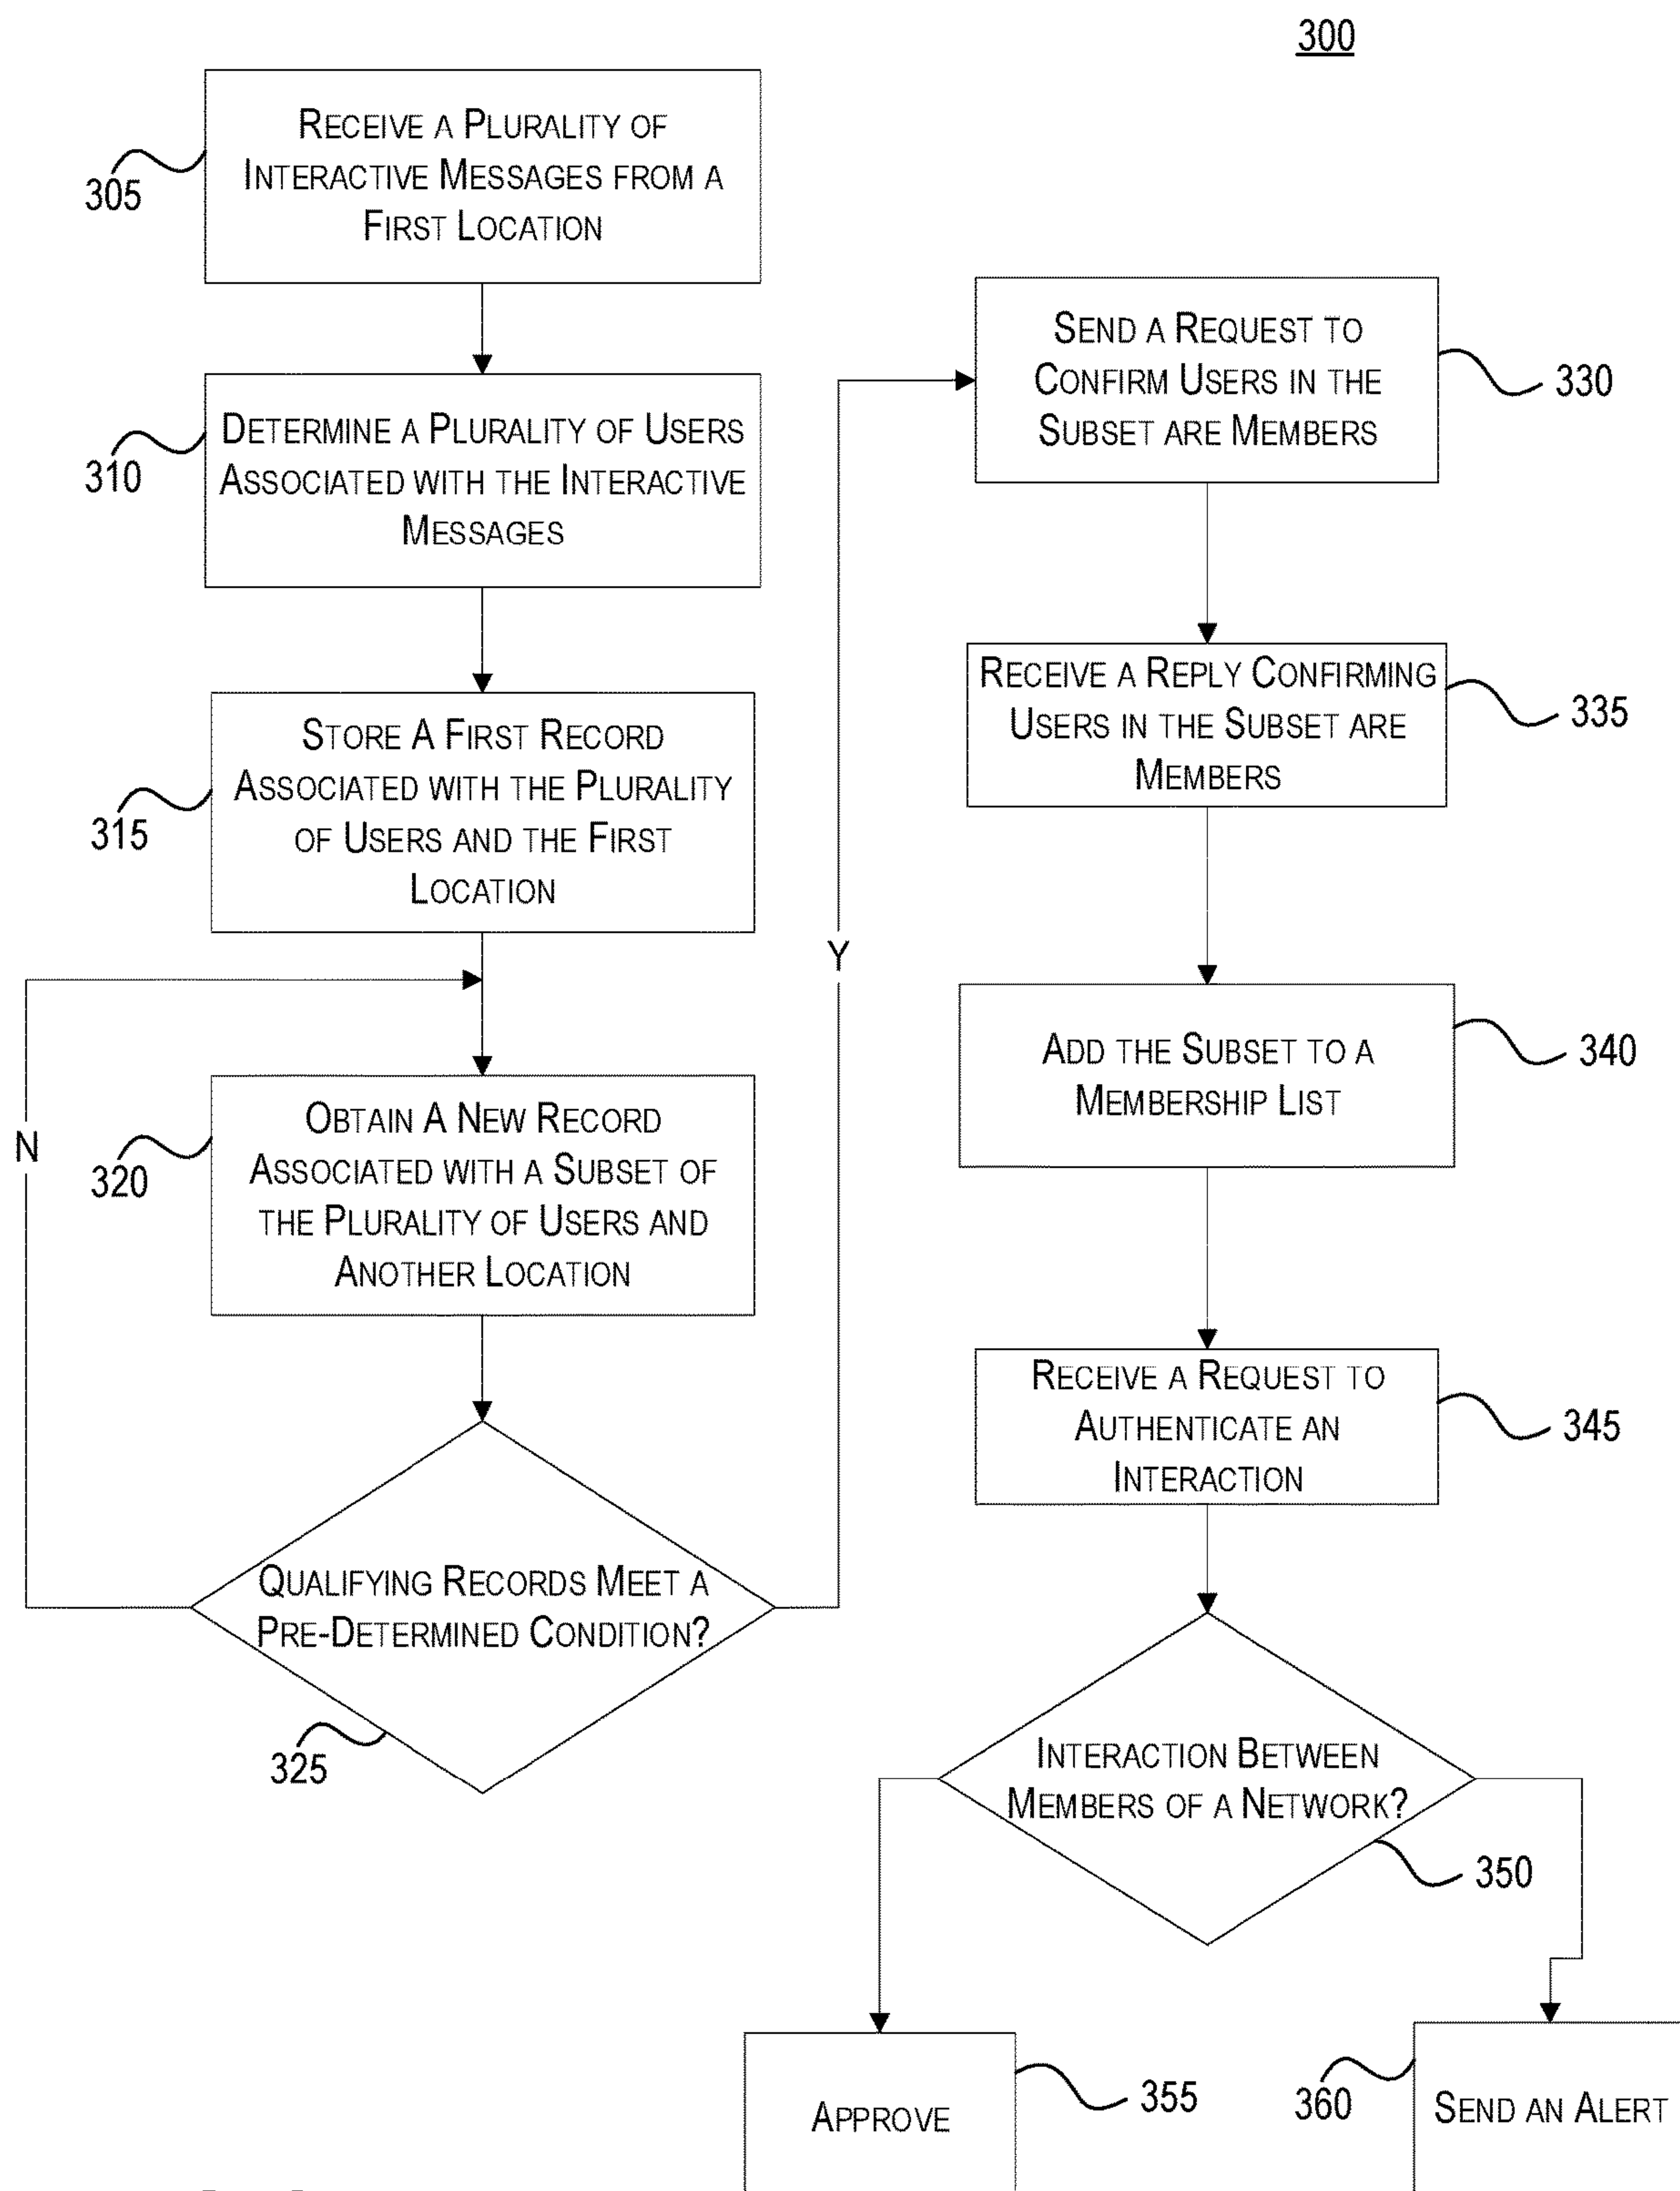 300
RECEIVE A PLURALITY OF
INTERACTIVE MESSAGES FROM A
FIRST LOCATION
305
DETERMINE A PLURALITY OF USERS
ASSOCIATED WITH THE INTERACTIVE
MESSAGES
310
STORE A FIRST RECORD
ASSOCIATED WITH THE PLURALITY
OF USERS AND THE FIRST
LOCATION
315
N
OBTAIN A NEW RECORD
ASSOCIATED WITH A SUBSET OF
THE PLURALITY OF USERS AND
ANOTHER LOCATION
320
QUALIFYING RECORDS MEET A
PRE-DETERMINED CONDITION?
325
Y
SEND A REQUEST TO
CONFIRM USERS IN THE
SUBSET ARE MEMBERS
330
RECEIVE A REPLY CONFIRMING
USERS IN THE SUBSET ARE
MEMBERS
335
ADD THE SUBSET TO A
MEMBERSHIP LIST
340
RECEIVE A REQUEST TO
AUTHENTICATE AN
INTERACTION
345
INTERACTION BETWEEN
MEMBERS OF A NETWORK?
350
APPROVE
355
360
SEND AN ALERT